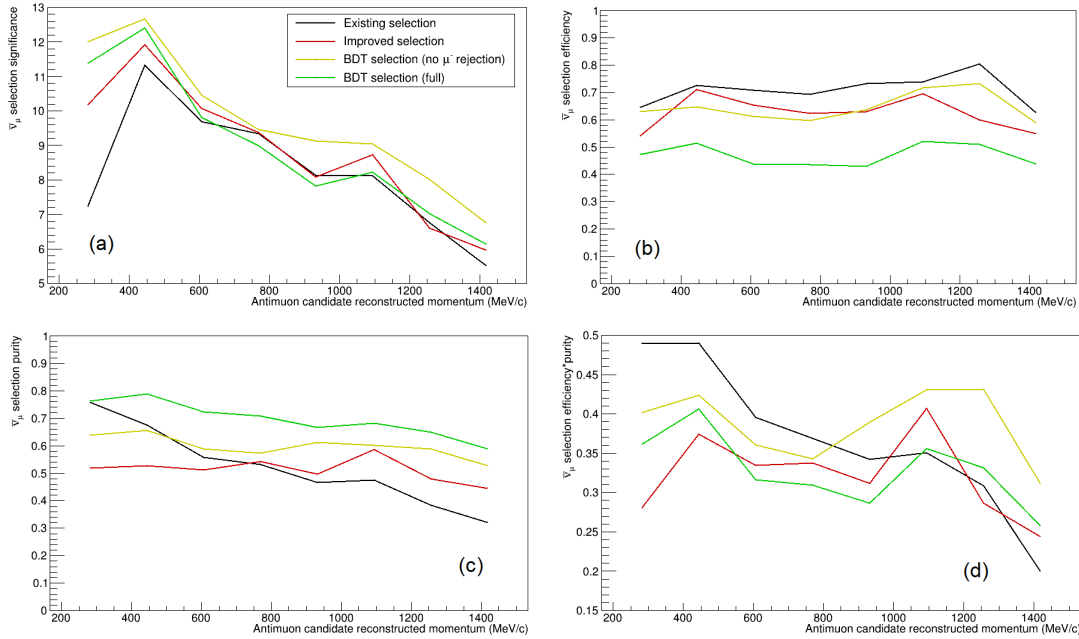 ν̄μ selection significance
13
12
11
10
9
8
7
6
5
Existing selection
Improved selection
BDT selection (no μ⁻ rejection)
BDT selection (full)
(a)
200 400 600 800 1000 1200 1400
Antimuon candidate reconstructed momentum (MeV/c)
ν̄μ selection efficiency
1
0.9
0.8
0.7
0.6
0.5
0.4
0.3
0.2
0.1
0
(b)
200 400 600 800 1000 1200 1400
Antimuon candidate reconstructed momentum (MeV/c)
ν̄μ selection purity
1
0.9
0.8
0.7
0.6
0.5
0.4
0.3
0.2
0.1
0
(c)
200 400 600 800 1000 1200 1400
Antimuon candidate reconstructed momentum (MeV/c)
ν̄μ selection efficiency*purity
0.5
0.45
0.4
0.35
0.3
0.25
0.2
0.15
(d)
200 400 600 800 1000 1200 1400
Antimuon candidate reconstructed momentum (MeV/c)